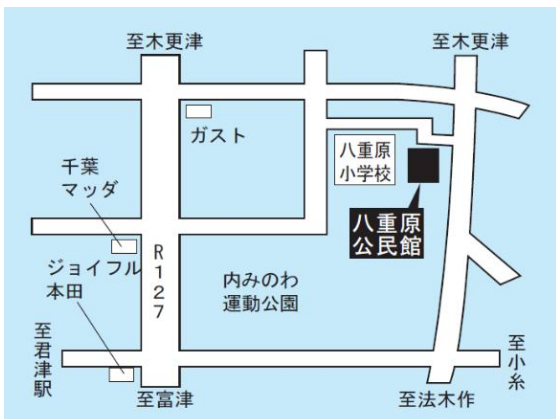 至木更津
至木更津
ガスト
八重原
小学校
千葉
マツダ
八重原
公民館
R127
ジョイフル
本田
内みのわ
運動公園
至君津駅
至小糸
至富津
至法木作